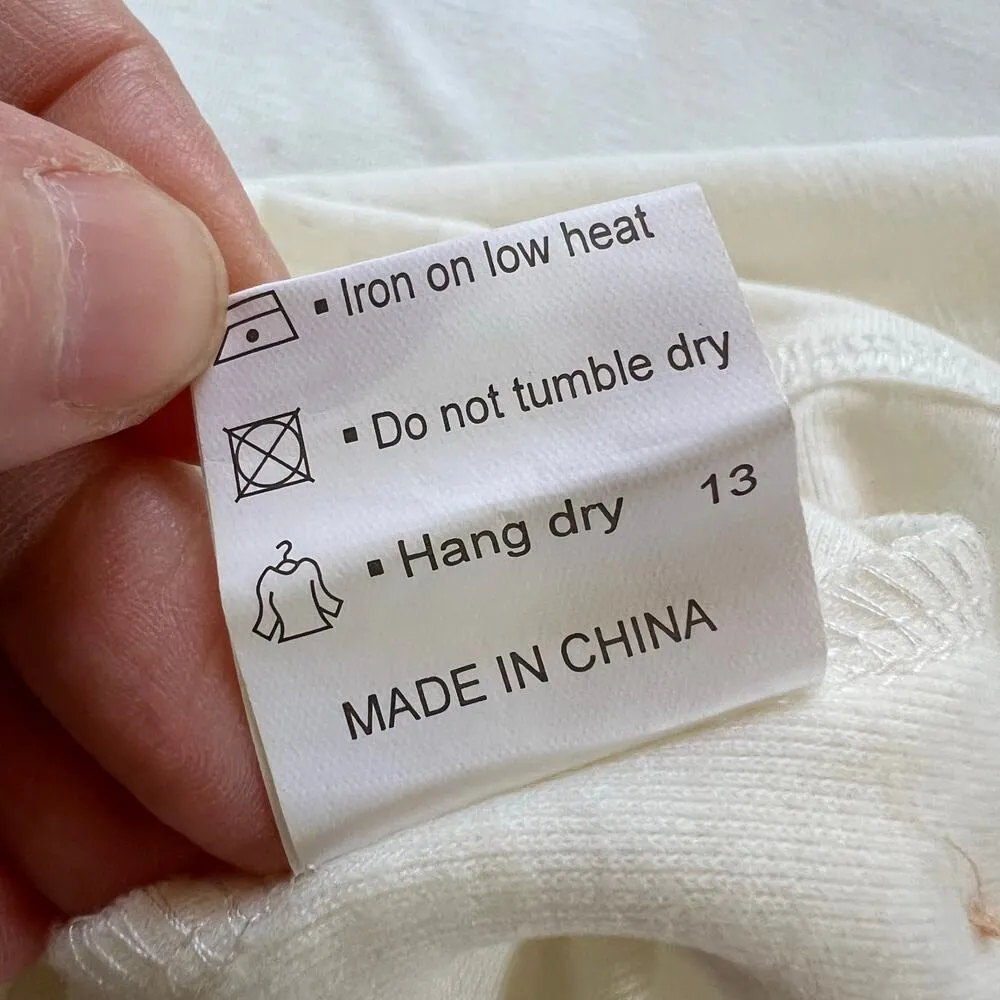 ▪ Iron on low heat
▪ Do not tumble dry
▪ Hang dry 13
MADE IN CHINA